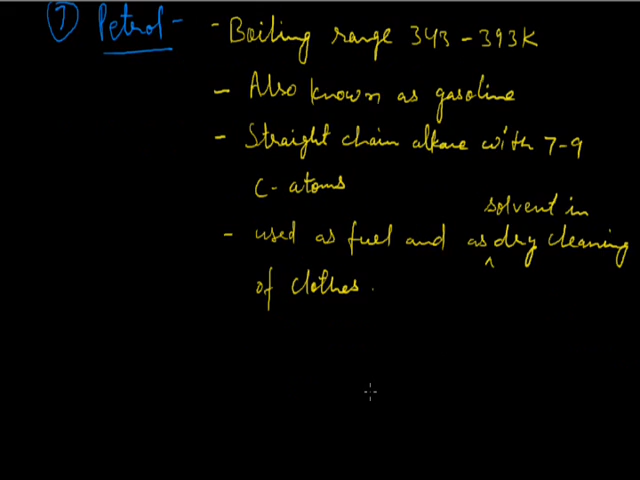 7 Petrol - - Boiling range 343 - 393K
- Also known as gasoline
- Straight chain alkane with 7-9
C- atoms
solvent in
- used as fuel and as ^ dry cleaning
of clothes.